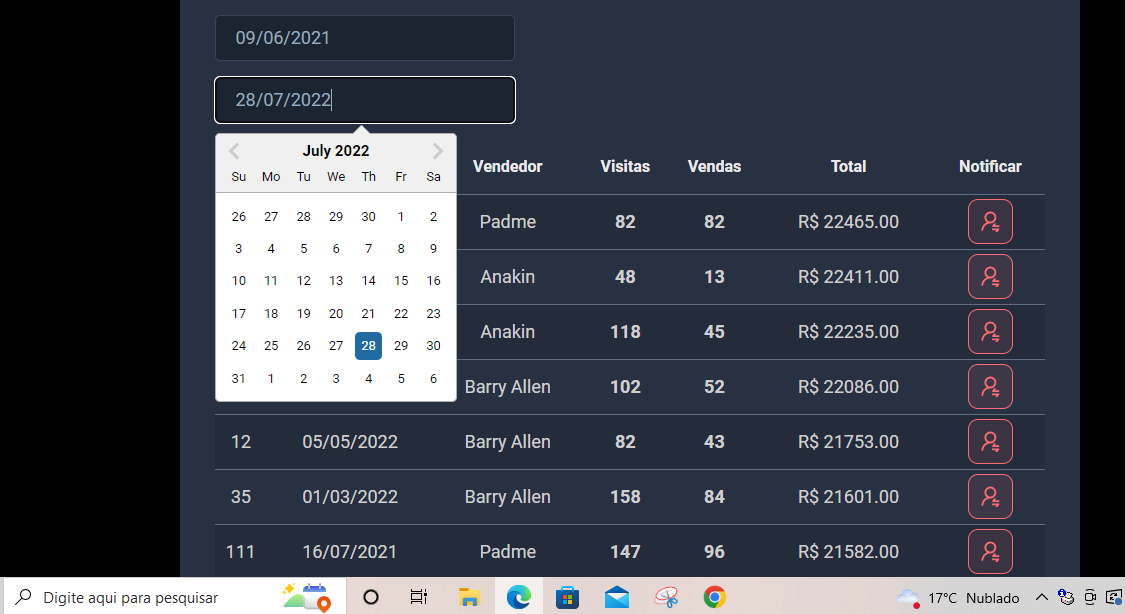 09/06/2021
28/07/2022
July 2022
Su Mo Tu We Th Fr Sa
26 27 28 29 30 1 2
3 4 5 6 7 8 9
10 11 12 13 14 15 16
17 18 19 20 21 22 23
24 25 26 27 28 29 30
31 1 2 3 4 5 6
Vendedor Visitas Vendas Total Notificar
Padme 82 82 R$ 22465.00
Anakin 48 13 R$ 22411.00
Anakin 118 45 R$ 22235.00
Barry Allen 102 52 R$ 22086.00
12 05/05/2022 Barry Allen 82 43 R$ 21753.00
35 01/03/2022 Barry Allen 158 84 R$ 21601.00
111 16/07/2021 Padme 147 96 R$ 21582.00
Digite aqui para pesquisar 17°C Nublado